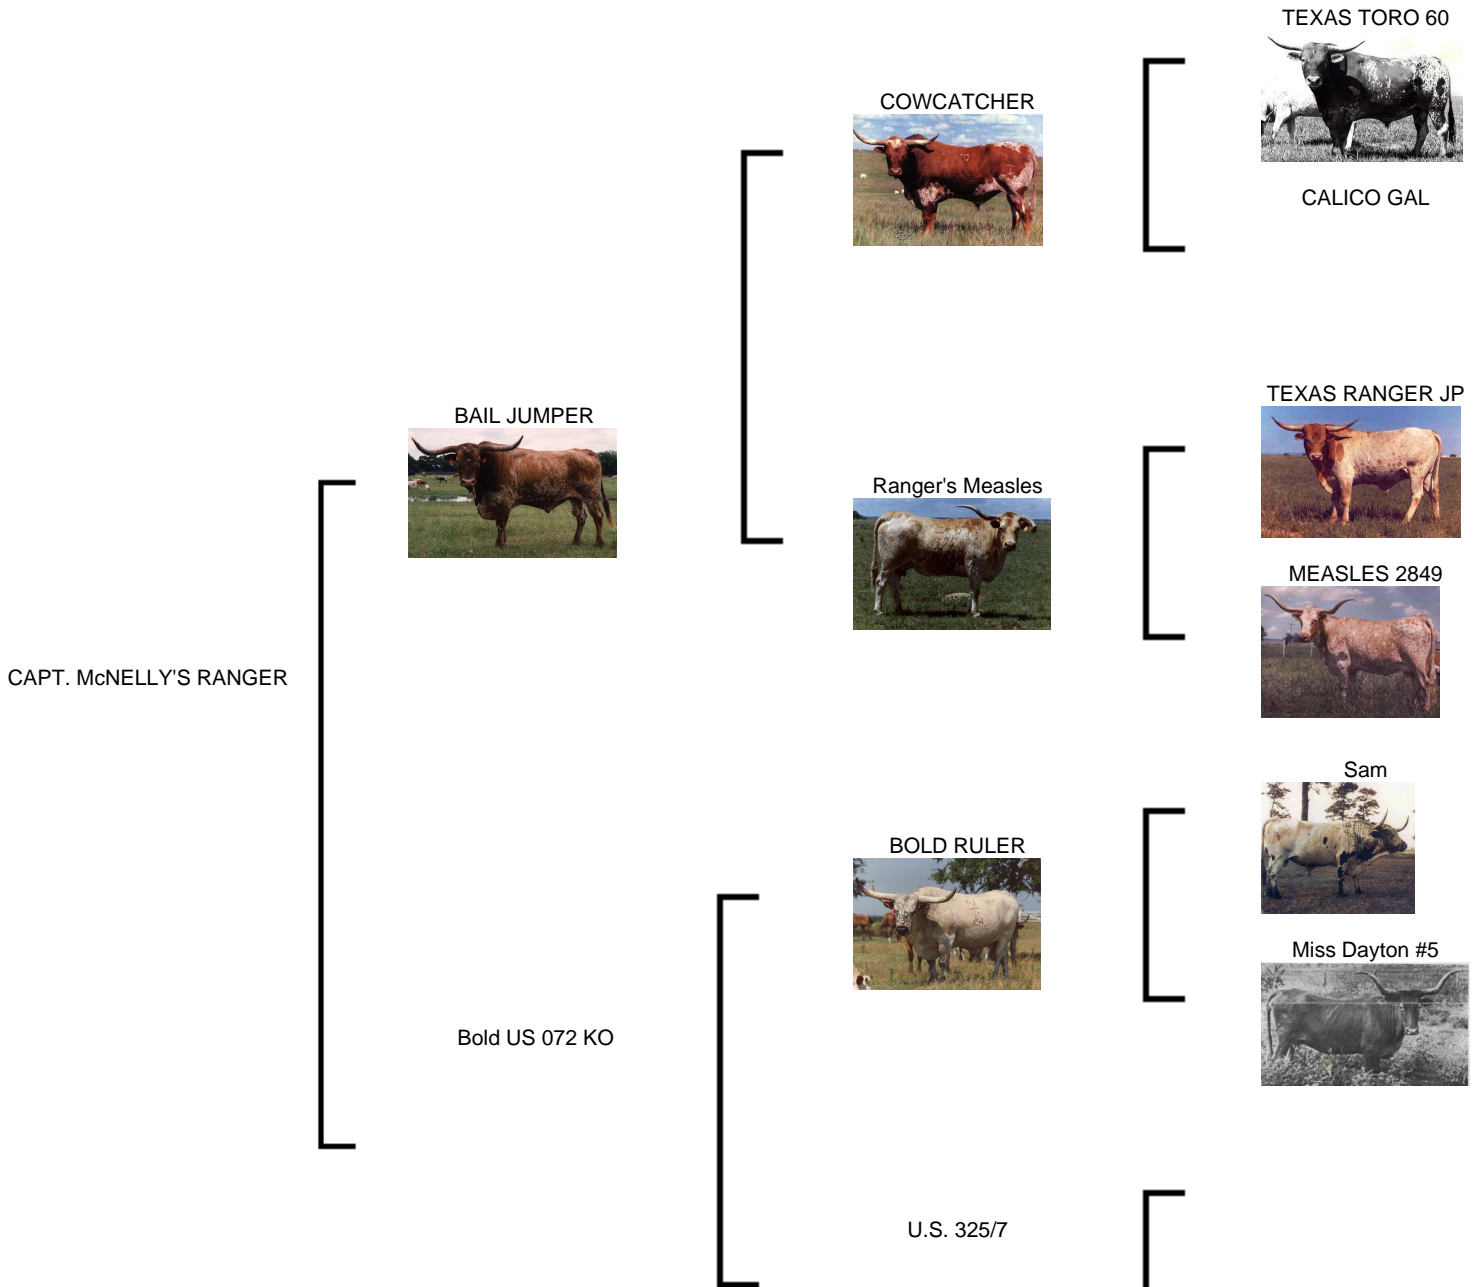 TEXAS TORO 60
COWCATCHER
CALICO GAL
TEXAS RANGER JP
BAIL JUMPER
Ranger's Measles
MEASLES 2849
CAPT. McNELLY'S RANGER
Sam
BOLD RULER
Miss Dayton #5
Bold US 072 KO
U.S. 325/7